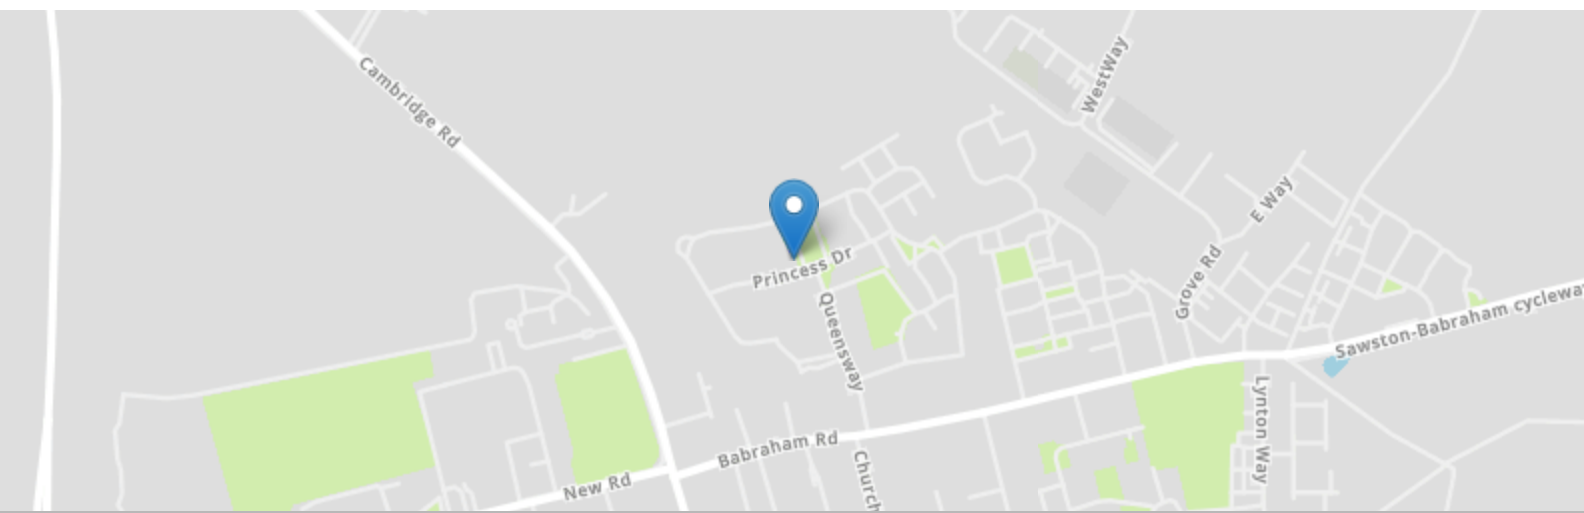 Cambridge Rd
WestWay
E Way
Princess Dr
Grove Rd
Queensway
Sawston-Babraham cycleway
Lynton Way
Babraham Rd
Church
New Rd